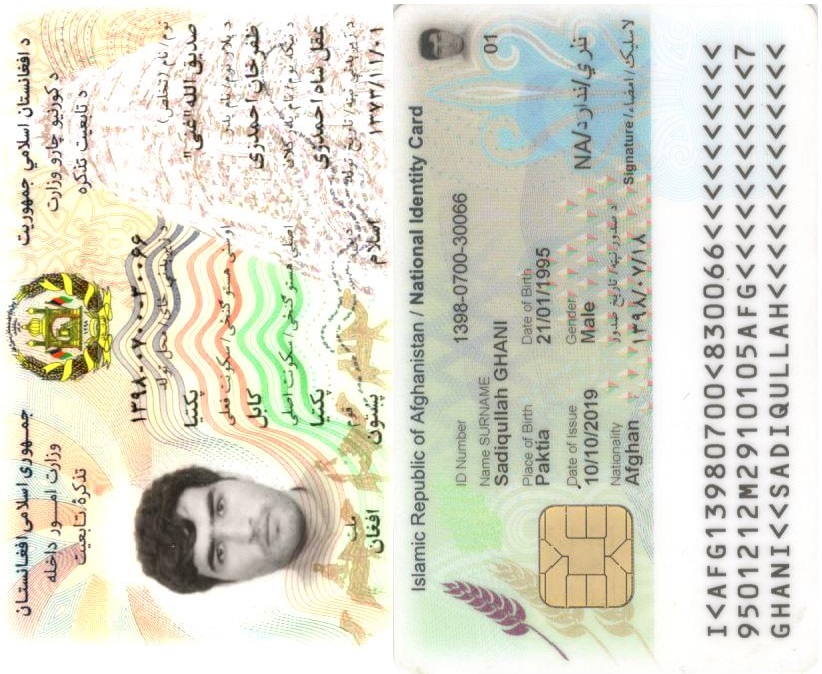 د افغانستان اسلامي جمهوریت
د کورنیو چارو وزارت
د تابعیت تذکره
جمهوری اسلامی افغانستان
وزارت امور داخله
تذکرهٔ تابعیت
۱۳۹۸-۰۷۰۰-۳۰۰۶۶
نوم/ نام (تخلص)
صدیق الله"غنی"
د زیږېدنې ځای/ محل تولد
پکتیا
د پلار نوم/ نام پدر
ظفرخان احمدزی
اوسنی هستوګنځی/ سکونت فعلی
کابل
د نیکه نوم/ نام پدرکلان
عقل شاه احمدزی
اصلي هستوګنځی/ سکونت اصلی
پکتیا
د زیږېدنې نېټه/ تاریخ تولد
۱۳۷۳/۱۱/۰۱
دین
اسلام
قوم
پښتون
ملت
افغان
Islamic Republic of Afghanistan / National Identity Card
ID Number 1398-0700-30066
Name SURNAME
Sadiqullah GHANI
01
Place of Birth Date of Birth
Paktia 21/01/1995
Date of Issue Gender
10/10/2019 Male
NA/نلري/ندارد
Nationality د صدور نېټه/ تاریخ صدور
Afghan ۱۳۹۸/۰۷/۱۸
Signature/لاسلیک/ امضاء
I<AFG13980700<830066<<<<<<<<<<
9501212M2910105AFG<<<<<<<<<<<7
GHANI<<SADIQULLAH<<<<<<<<<<<<<